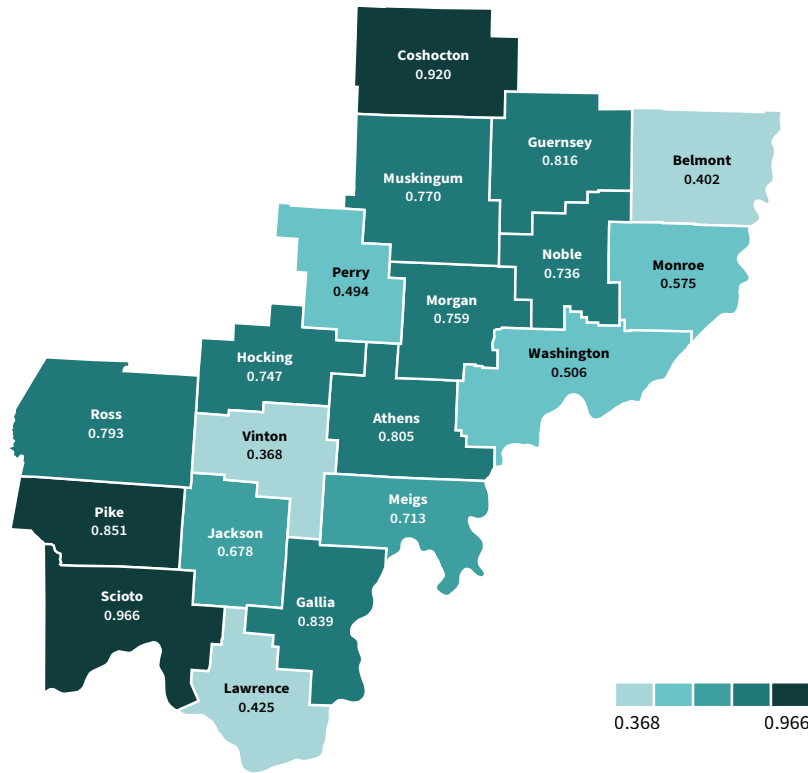 Coshocton
0.920
Guernsey
0.816
Belmont
0.402
Muskingum
0.770
Noble
0.736
Monroe
0.575
Perry
0.494
Morgan
0.759
Washington
0.506
Hocking
0.747
Ross
0.793
Athens
0.805
Vinton
0.368
Meigs
0.713
Pike
0.851
Jackson
0.678
Scioto
0.966
Gallia
0.839
Lawrence
0.425
0.368
0.966